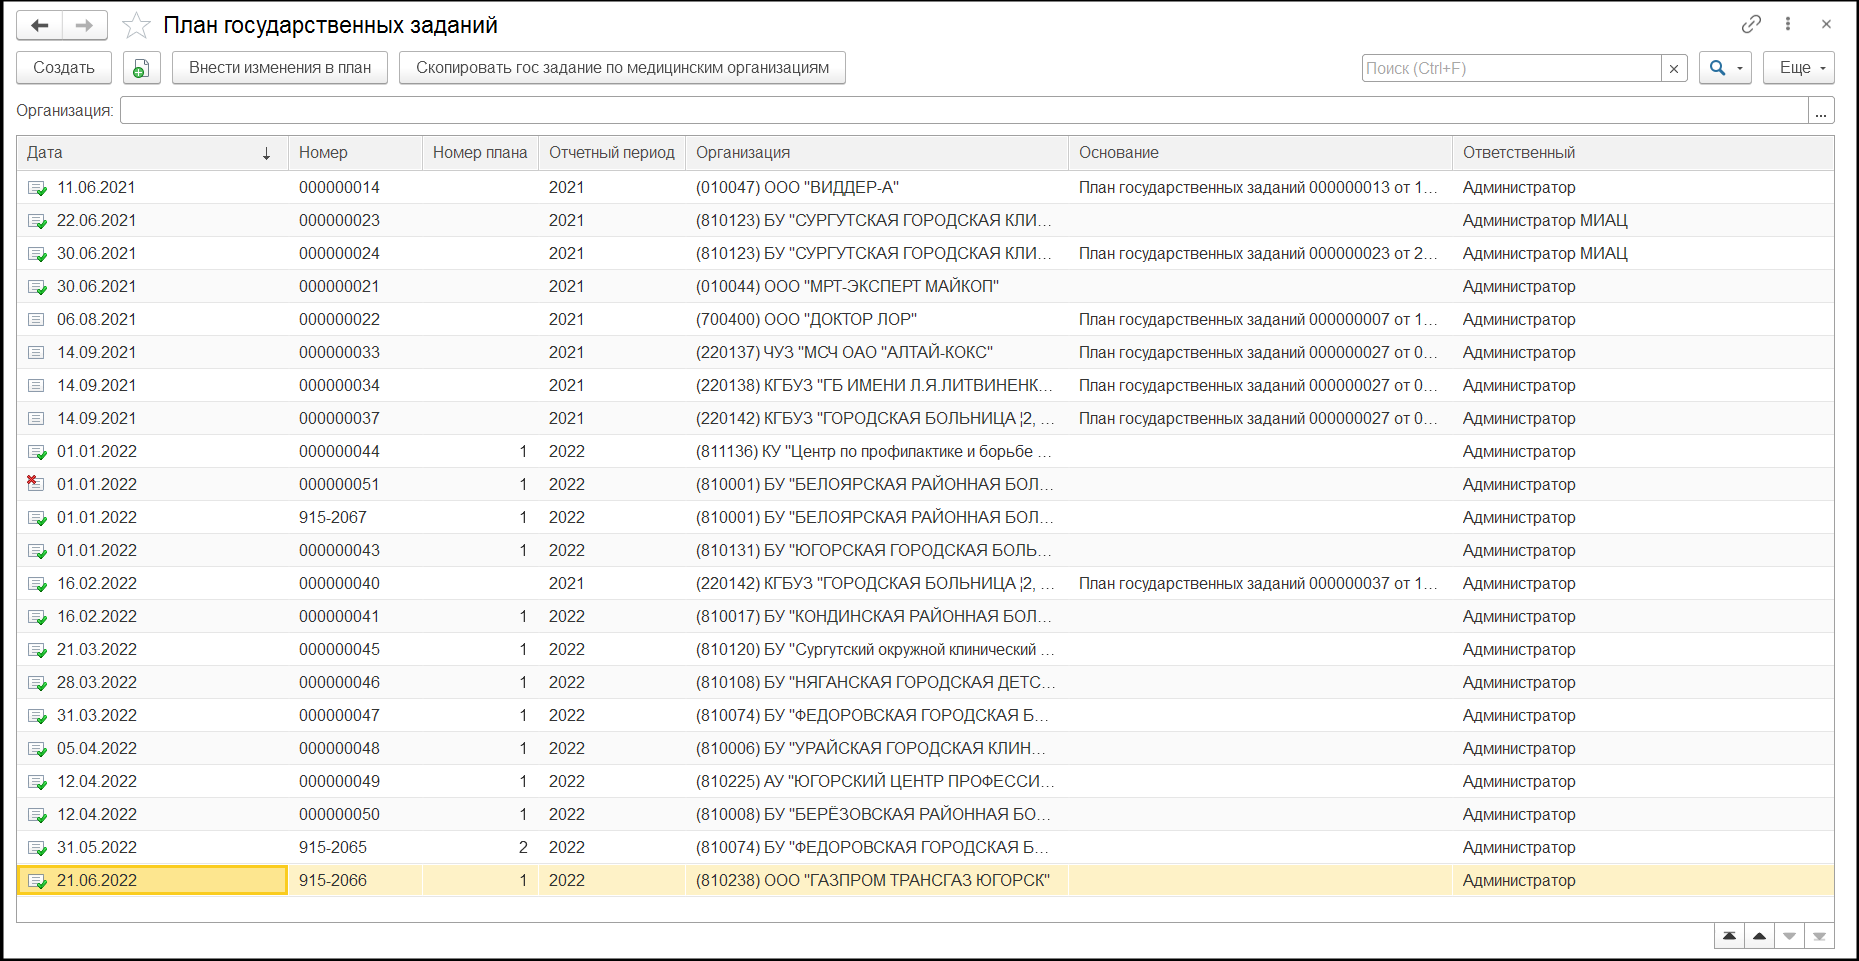 План государственных заданий
Создать Внести изменения в план Скопировать гос задание по медицинским организациям Поиск (Ctrl+F) × Еще
Организация: ...
Дата ↓ Номер Номер плана Отчетный период Организация Основание Ответственный
11.06.2021 000000014 2021 (010047) ООО "ВИДДЕР-А" План государственных заданий 000000013 от 1... Администратор
22.06.2021 000000023 2021 (810123) БУ "СУРГУТСКАЯ ГОРОДСКАЯ КЛИ... Администратор МИАЦ
30.06.2021 000000024 2021 (810123) БУ "СУРГУТСКАЯ ГОРОДСКАЯ КЛИ... План государственных заданий 000000023 от 2... Администратор МИАЦ
30.06.2021 000000021 2021 (010044) ООО "МРТ-ЭКСПЕРТ МАЙКОП" Администратор
06.08.2021 000000022 2021 (700400) ООО "ДОКТОР ЛОР" План государственных заданий 000000007 от 1... Администратор
14.09.2021 000000033 2021 (220137) ЧУЗ "МСЧ ОАО "АЛТАЙ-КОКС" План государственных заданий 000000027 от 0... Администратор
14.09.2021 000000034 2021 (220138) КГБУЗ "ГБ ИМЕНИ Л.Я.ЛИТВИНЕНК... План государственных заданий 000000027 от 0... Администратор
14.09.2021 000000037 2021 (220142) КГБУЗ "ГОРОДСКАЯ БОЛЬНИЦА ¦2, ... План государственных заданий 000000027 от 0... Администратор
01.01.2022 000000044 1 2022 (811136) КУ "Центр по профилактике и борьбе ... Администратор
01.01.2022 000000051 1 2022 (810001) БУ "БЕЛОЯРСКАЯ РАЙОННАЯ БОЛ... Администратор
01.01.2022 915-2067 1 2022 (810001) БУ "БЕЛОЯРСКАЯ РАЙОННАЯ БОЛ... Администратор
01.01.2022 000000043 1 2022 (810131) БУ "ЮГОРСКАЯ ГОРОДСКАЯ БОЛЬ... Администратор
16.02.2022 000000040 2021 (220142) КГБУЗ "ГОРОДСКАЯ БОЛЬНИЦА ¦2, ... План государственных заданий 000000037 от 1... Администратор
16.02.2022 000000041 1 2022 (810017) БУ "КОНДИНСКАЯ РАЙОННАЯ БОЛ... Администратор
21.03.2022 000000045 1 2022 (810120) БУ "Сургутский окружной клинический ... Администратор
28.03.2022 000000046 1 2022 (810108) БУ "НЯГАНСКАЯ ГОРОДСКАЯ ДЕТС... Администратор
31.03.2022 000000047 1 2022 (810074) БУ "ФЕДОРОВСКАЯ ГОРОДСКАЯ Б... Администратор
05.04.2022 000000048 1 2022 (810006) БУ "УРАЙСКАЯ ГОРОДСКАЯ КЛИН... Администратор
12.04.2022 000000049 1 2022 (810225) АУ "ЮГОРСКИЙ ЦЕНТР ПРОФЕССИ... Администратор
12.04.2022 000000050 1 2022 (810008) БУ "БЕРЁЗОВСКАЯ РАЙОННАЯ БО... Администратор
31.05.2022 915-2065 2 2022 (810074) БУ "ФЕДОРОВСКАЯ ГОРОДСКАЯ Б... Администратор
21.06.2022 915-2066 1 2022 (810238) ООО "ГАЗПРОМ ТРАНСГАЗ ЮГОРСК" Администратор